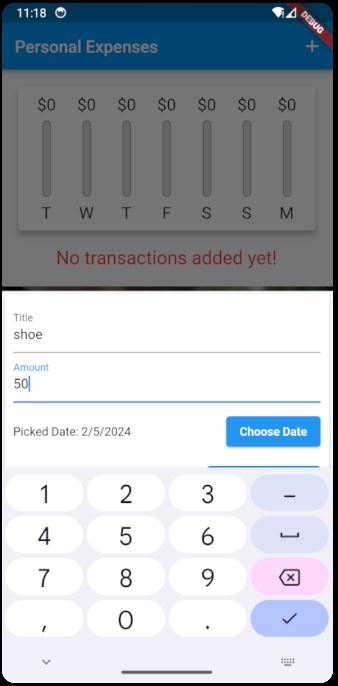 11:18
DEBUG
Personal Expenses +
$0 $0 $0 $0 $0 $0 $0
T W T F S S M
No transactions added yet!
Title
shoe
Amount
50
Picked Date: 2/5/2024 Choose Date
1 2 3 –
4 5 6
7 8 9
, 0 .